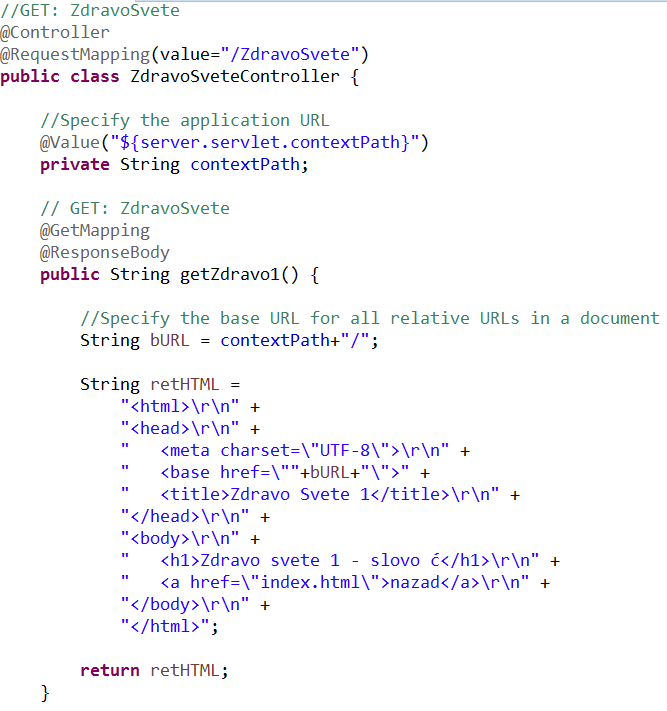 //GET: ZdravoSvete
@Controller
@RequestMapping(value="/ZdravoSvete")
public class ZdravoSveteController {
    //Specify the application URL
    @Value("${server.servlet.contextPath}")
    private String contextPath;
    // GET: ZdravoSvete
    @GetMapping
    @ResponseBody
    public String getZdravo1() {
        //Specify the base URL for all relative URLs in a document
        String bURL = contextPath+"/";
        String retHTML =
            "<html>\r\n" +
            "<head>\r\n" +
            "   <meta charset=\"UTF-8\">\r\n" +
            "   <base href=\""+bURL+"\">" +
            "   <title>Zdravo Svete 1</title>\r\n" +
            "</head>\r\n" +
            "<body>\r\n" +
            "   <h1>Zdravo svete 1 - slovo ć</h1>\r\n" +
            "   <a href=\"index.html\">nazad</a>\r\n" +
            "</body>\r\n" +
            "</html>";
        return retHTML;
    }